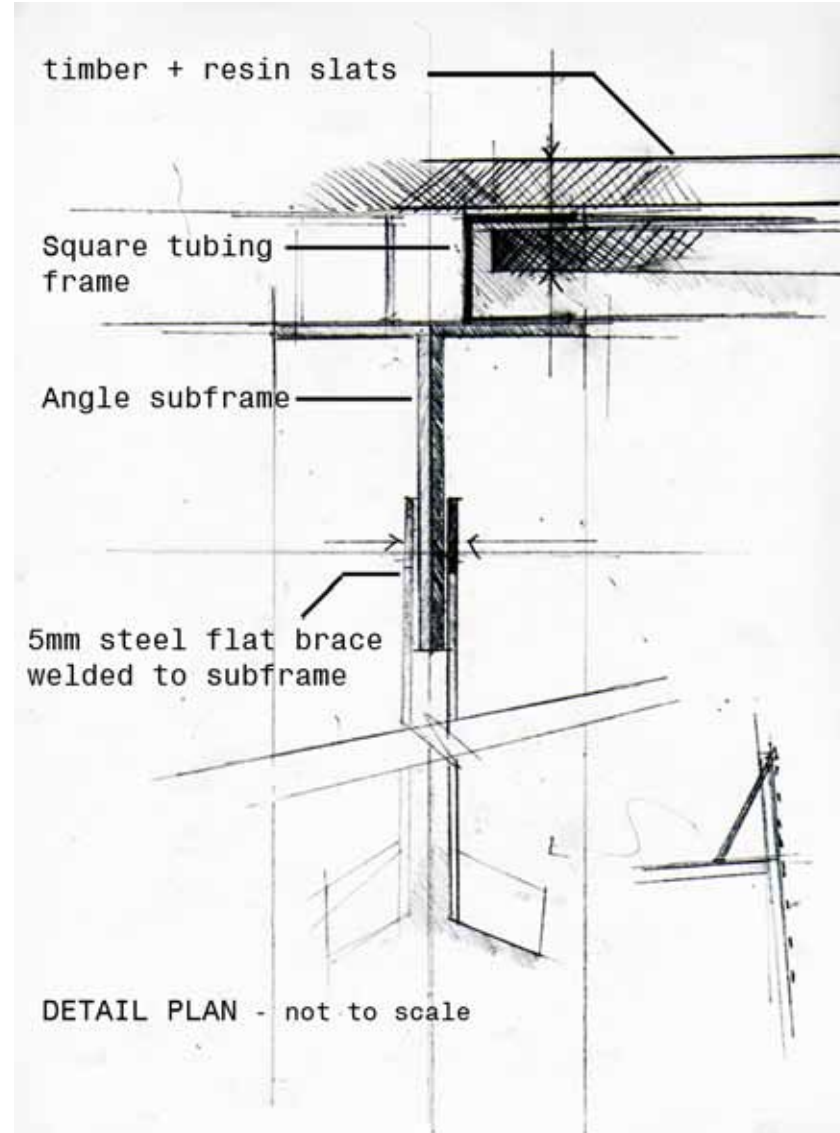 timber + resin slats
Square tubing
frame
Angle subframe
5mm steel flat brace
welded to subframe
DETAIL PLAN - not to scale